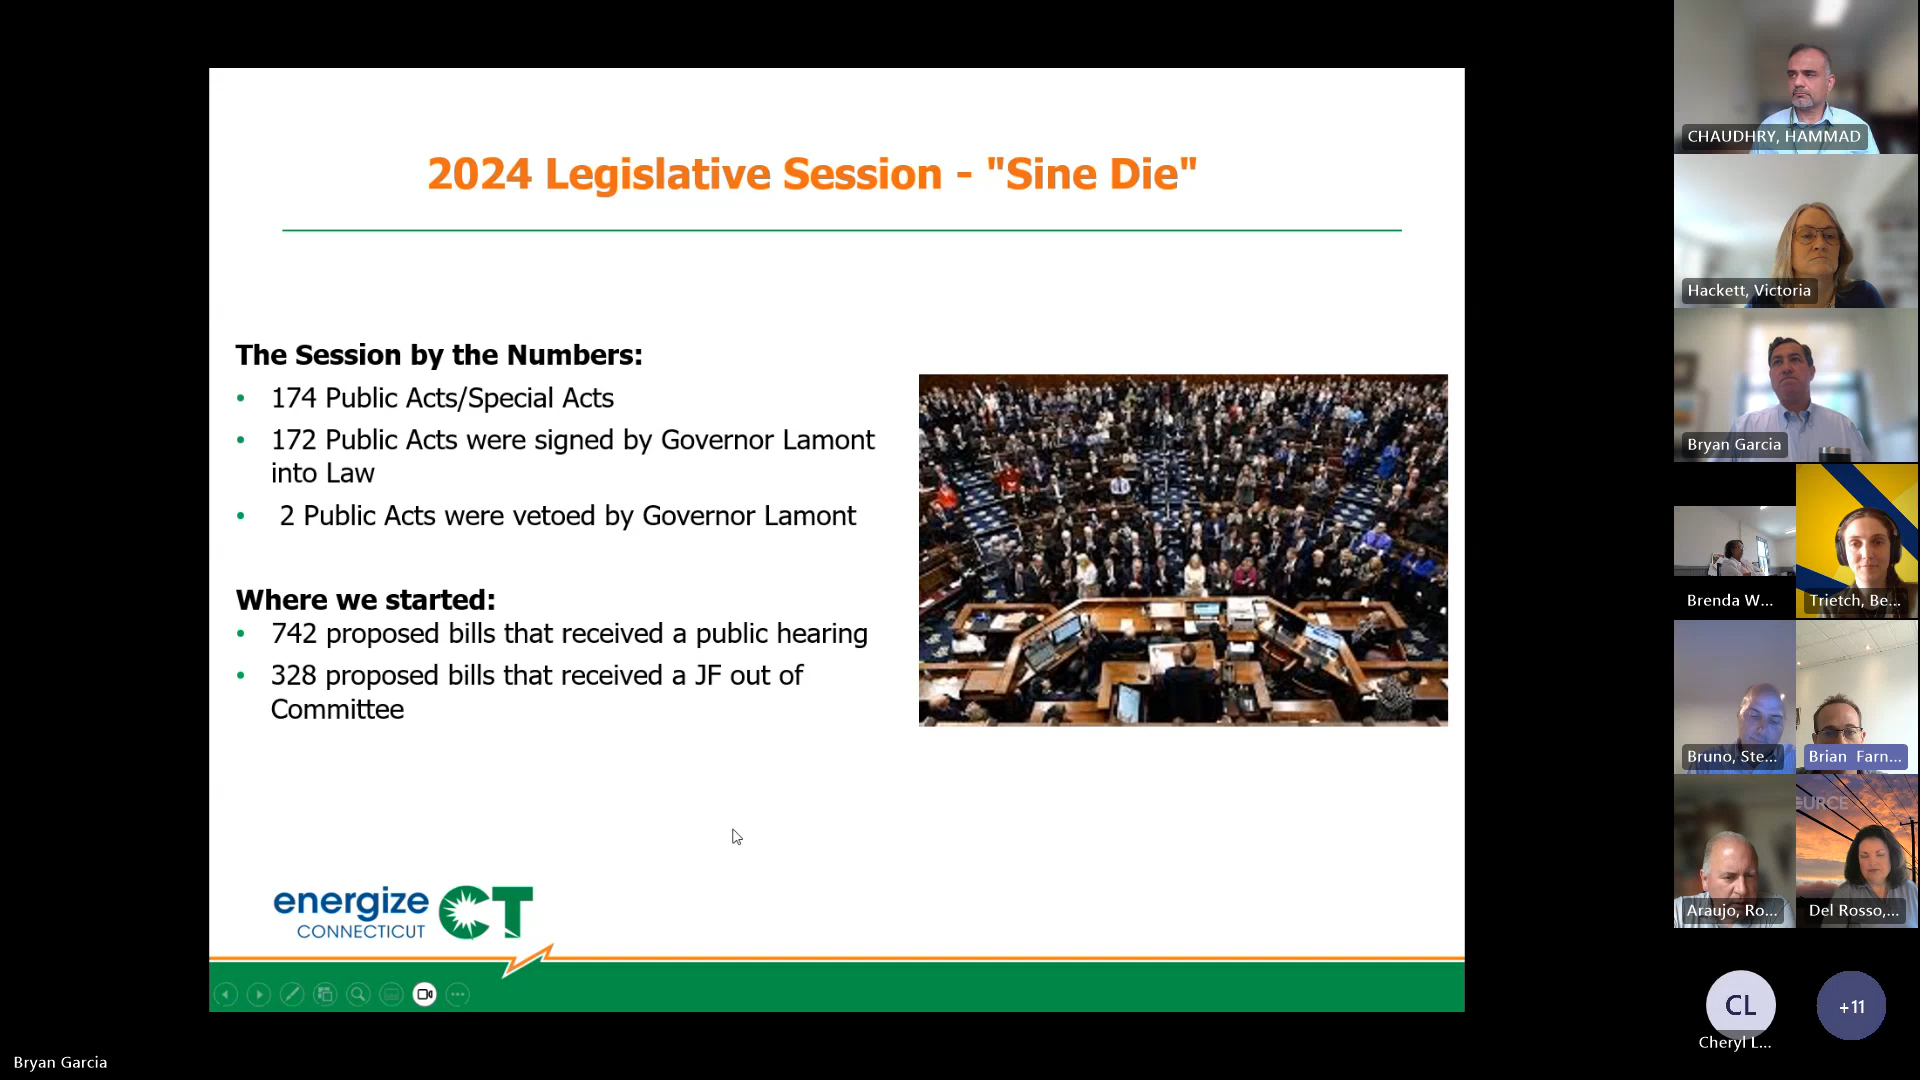 2024 Legislative Session - "Sine Die"
The Session by the Numbers:
• 174 Public Acts/Special Acts
• 172 Public Acts were signed by Governor Lamont
into Law
• 2 Public Acts were vetoed by Governor Lamont
Where we started:
• 742 proposed bills that received a public hearing
• 328 proposed bills that received a JF out of
Committee
energize CT
CONNECTICUT
CHAUDHRY, HAMMAD
Hackett, Victoria
Bryan Garcia
Brenda W...
Trietch, Be...
Bruno, Ste...
Brian Farn...
Araujo, Ro...
Del Rosso,...
CL
+11
Cheryl L...
Bryan Garcia